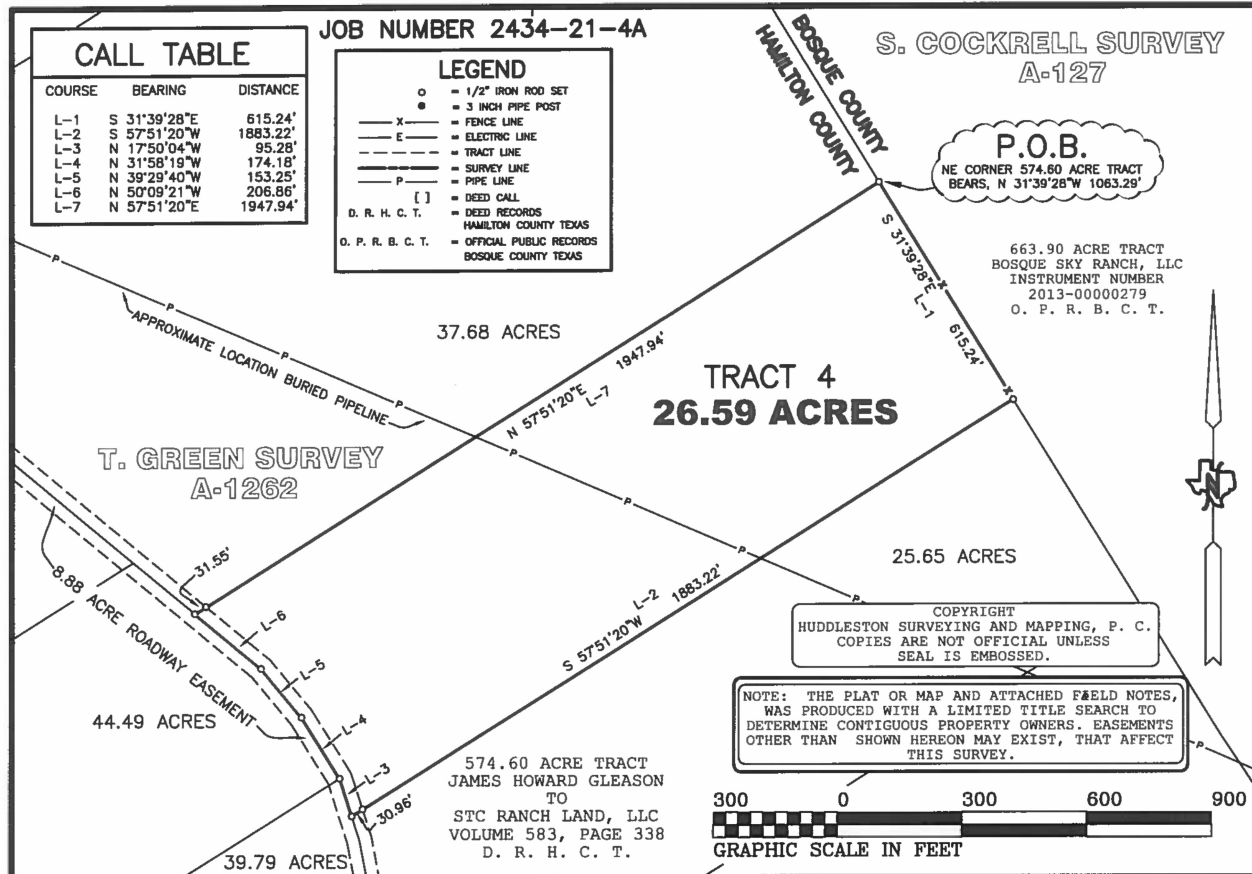 JOB NUMBER 2434-21-4A
CALL TABLE
COURSE BEARING DISTANCE
L-1 S 31°39'28"E 615.24'
L-2 S 57°51'20"W 1883.22'
L-3 N 17°50'04"W 95.28'
L-4 N 31°58'19"W 174.18'
L-5 N 39°29'40"W 153.25'
L-6 N 50°09'21"W 206.86'
L-7 N 57°51'20"E 1947.94'
LEGEND
= 1/2" IRON ROD SET
= 3 INCH PIPE POST
X = FENCE LINE
E = ELECTRIC LINE
= TRACT LINE
= SURVEY LINE
P = PIPE LINE
[ ] = DEED CALL
D. R. H. C. T. = DEED RECORDS
HAMILTON COUNTY TEXAS
O. P. R. B. C. T. = OFFICIAL PUBLIC RECORDS
BOSQUE COUNTY TEXAS
BOSQUE COUNTY
HAMILTON COUNTY
S. COCKRELL SURVEY
A-127
P.O.B.
NE CORNER 574.60 ACRE TRACT
BEARS, N 31°39'28"W 1063.29'
S 31°39'28"E
L-1
615.24'
X
X
663.90 ACRE TRACT
BOSQUE SKY RANCH, LLC
INSTRUMENT NUMBER
2013-00000279
O. P. R. B. C. T.
P
P
P
P
P
P
P
P
APPROXIMATE LOCATION BURIED PIPELINE
37.68 ACRES
N 57°51'20"E 1947.94'
L-7
TRACT 4
26.59 ACRES
T. GREEN SURVEY
A-1262
N
31.55'
8.88 ACRE ROADWAY EASEMENT
L-6
L-5
L-4
L-3
30.96'
L-2
S 57°51'20"W 1883.22'
25.65 ACRES
44.49 ACRES
39.79 ACRES
574.60 ACRE TRACT
JAMES HOWARD GLEASON
TO
STC RANCH LAND, LLC
VOLUME 583, PAGE 338
D. R. H. C. T.
COPYRIGHT
HUDDLESTON SURVEYING AND MAPPING, P. C.
COPIES ARE NOT OFFICIAL UNLESS
SEAL IS EMBOSSED.
NOTE: THE PLAT OR MAP AND ATTACHED FIELD NOTES,
WAS PRODUCED WITH A LIMITED TITLE SEARCH TO
DETERMINE CONTIGUOUS PROPERTY OWNERS. EASEMENTS
OTHER THAN SHOWN HEREON MAY EXIST, THAT AFFECT
THIS SURVEY.
300 0 300 600 900
GRAPHIC SCALE IN FEET